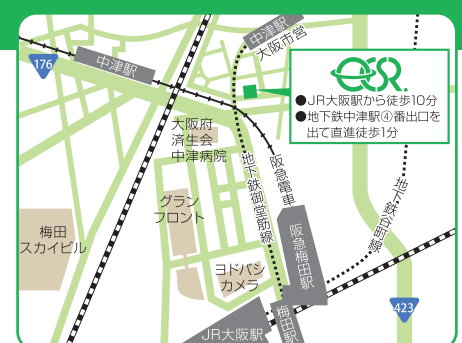 中津駅
大阪市営
中津駅
176
OCR.
●JR大阪駅から徒歩10分
●地下鉄中津駅④番出口を
出て直進徒歩1分
大阪府
済生会
中津病院
地下鉄御堂筋線
阪急電車
地下鉄谷町線
グラン
フロント
梅田
スカイビル
阪急梅田駅
ヨドバシ
カメラ
423
梅田駅
JR大阪駅